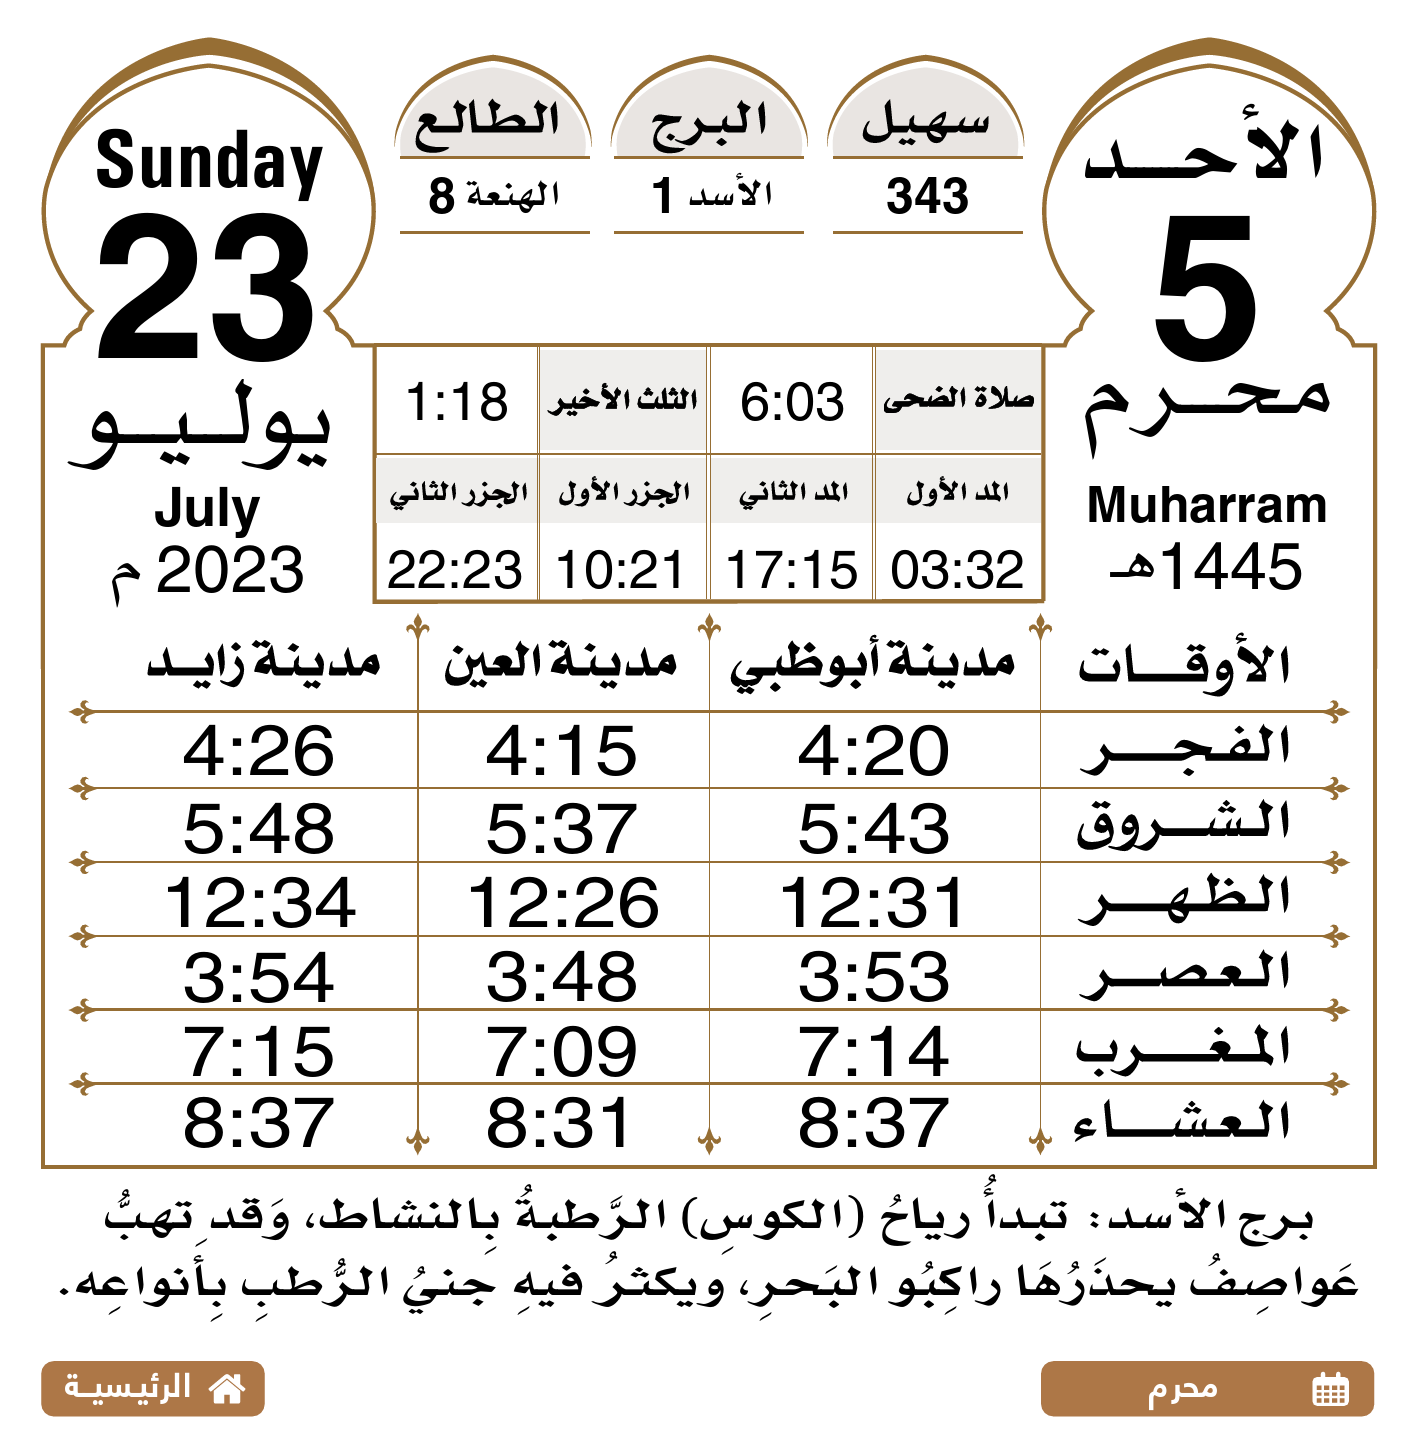 الأحد
5
محرم
Muharram
1445هـ
سهيل
343
البرج
الأسد 1
الطالع
الهنعة 8
Sunday
23
يوليو
July
2023 م
صلاة الضحى 6:03 الثلث الأخير 1:18
المد الأول المد الثاني الجزر الأول الجزر الثاني
03:32 17:15 10:21 22:23
الأوقات مدينة أبوظبي مدينة العين مدينة زايد
الفجر 4:20 4:15 4:26
الشروق 5:43 5:37 5:48
الظهر 12:31 12:26 12:34
العصر 3:53 3:48 3:54
المغرب 7:14 7:09 7:15
العشاء 8:37 8:31 8:37
برج الأسد: تبدأُ رياحُ (الكوسِ) الرَّطبةُ بِالنشاط، وَقد تهبُّ
عَواصِفُ يحذَرُهَا راكِبُو البَحرِ، ويكثرُ فيهِ جنيُ الرُّطبِ بِأنواعِه.
محرم
الرئيسية